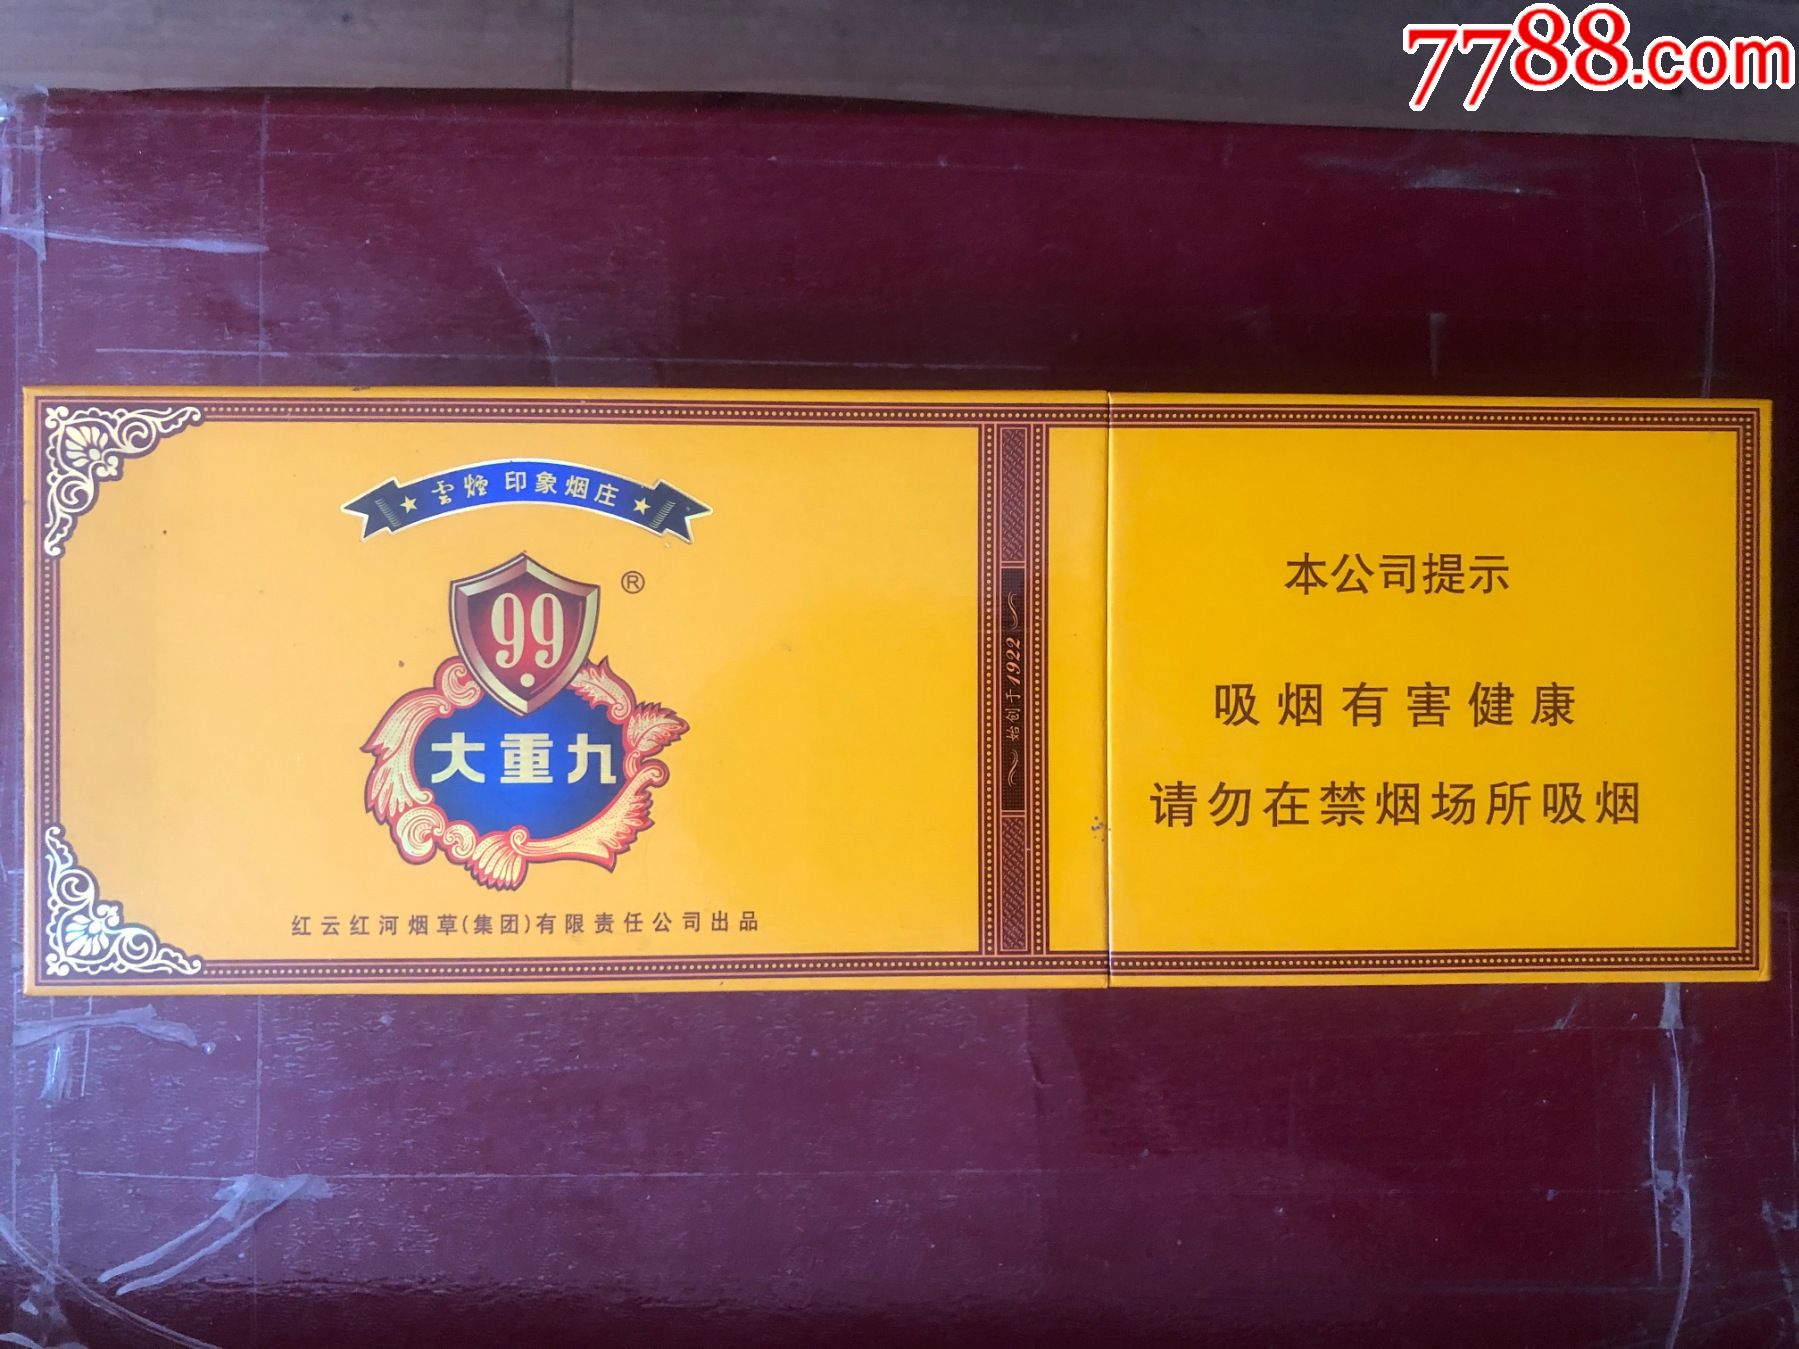 7788.com
雲煙 印象烟庄
99
®
大重九
红云红河烟草(集团)有限责任公司出品
始创于1922
本公司提示
吸烟有害健康
请勿在禁烟场所吸烟